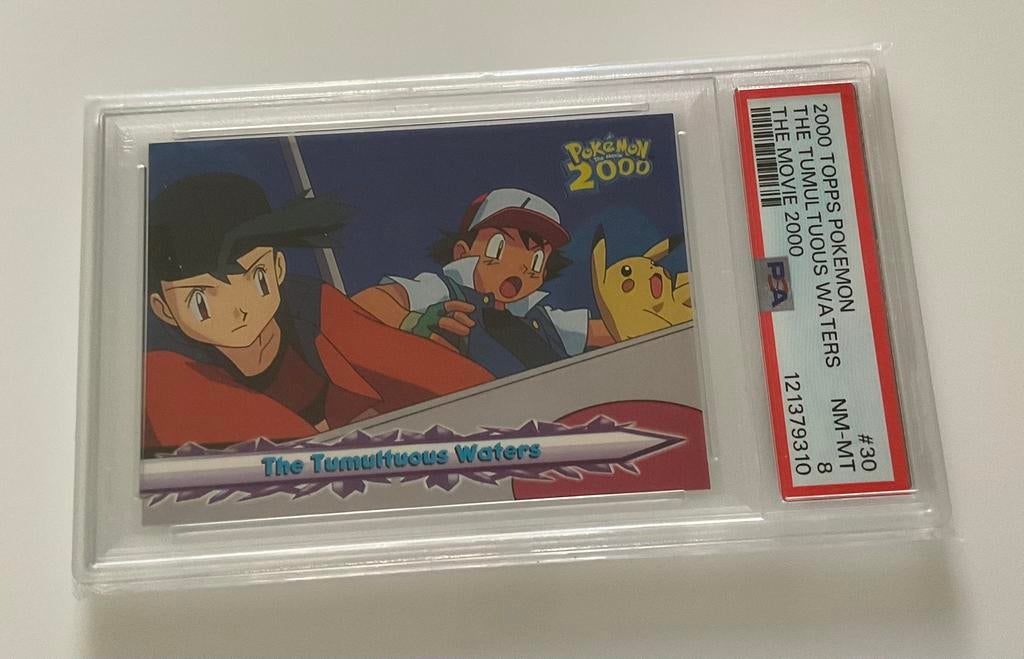 POKéMON
The Movie
2000
The Tumultuous Waters
2000 TOPPS POKEMON #30
THE TUMULTUOUS WATERS NM-MT
THE MOVIE 2000 8
PSA 121379310